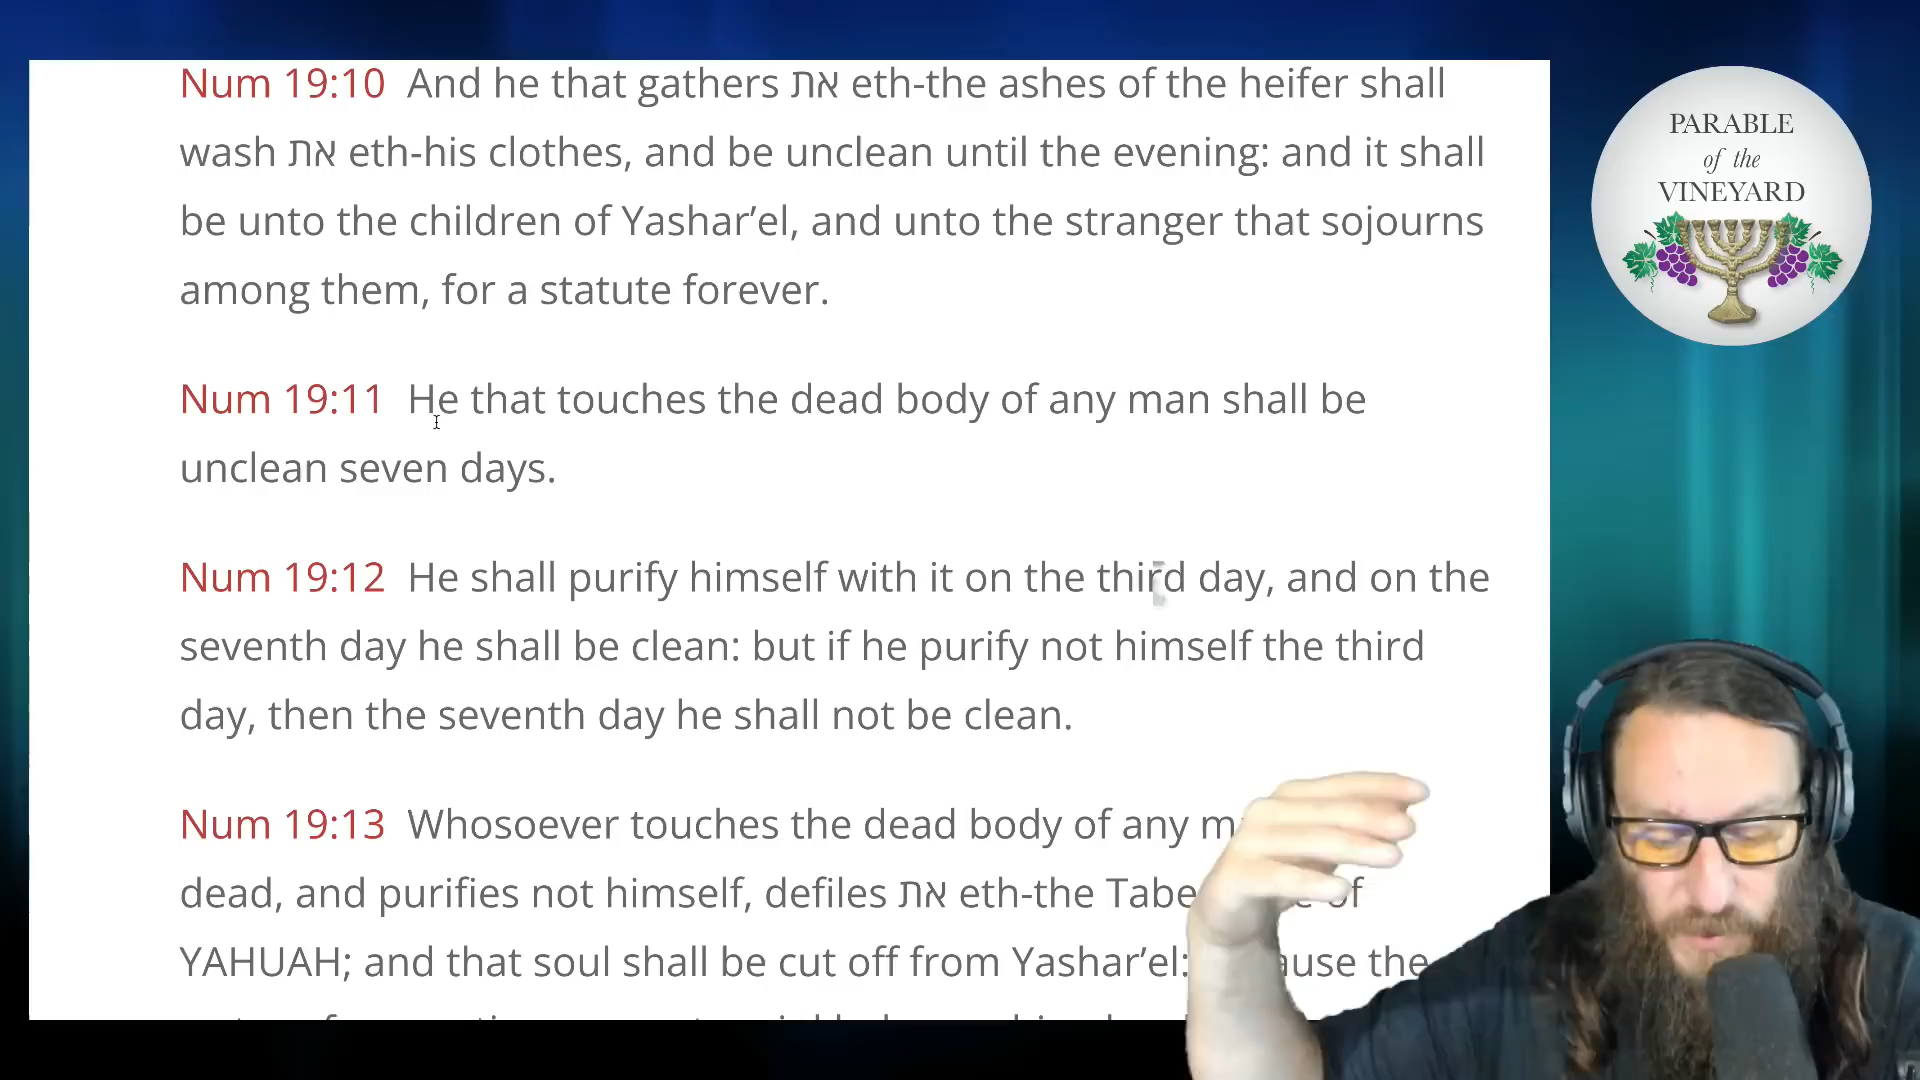 Num 19:10 And he that gathers את eth-the ashes of the heifer shall
wash את eth-his clothes, and be unclean until the evening: and it shall
be unto the children of Yashar’el, and unto the stranger that sojourns
among them, for a statute forever.
Num 19:11 He that touches the dead body of any man shall be
unclean seven days.
Num 19:12 He shall purify himself with it on the third day, and on the
seventh day he shall be clean: but if he purify not himself the third
day, then the seventh day he shall not be clean.
Num 19:13 Whosoever touches the dead body of any
dead, and purifies not himself, defiles את eth-the of
YAHUAH; and that soul shall be cut off from Yashar’el: the
PARABLE
of the
VINEYARD